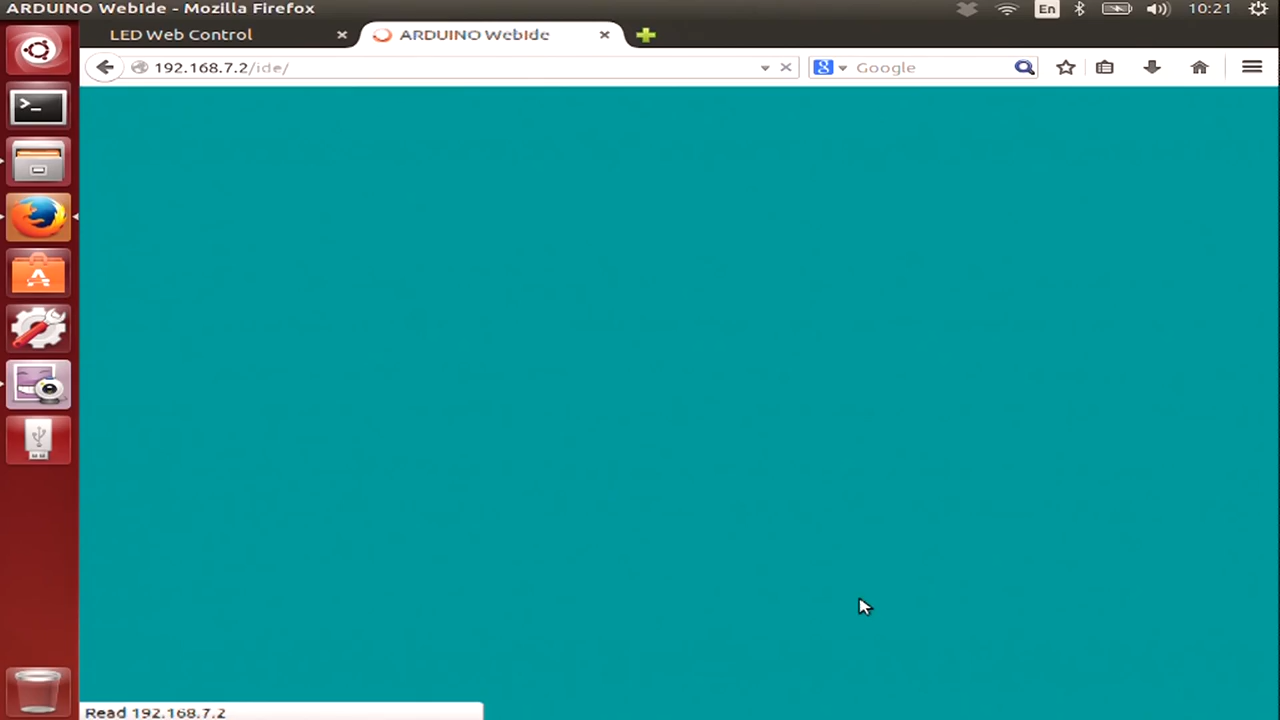 ARDUINO WebIde - Mozilla Firefox
En
10:21
LED Web Control
ARDUINO WebIde
192.168.7.2/ide/
Google
Read 192.168.7.2